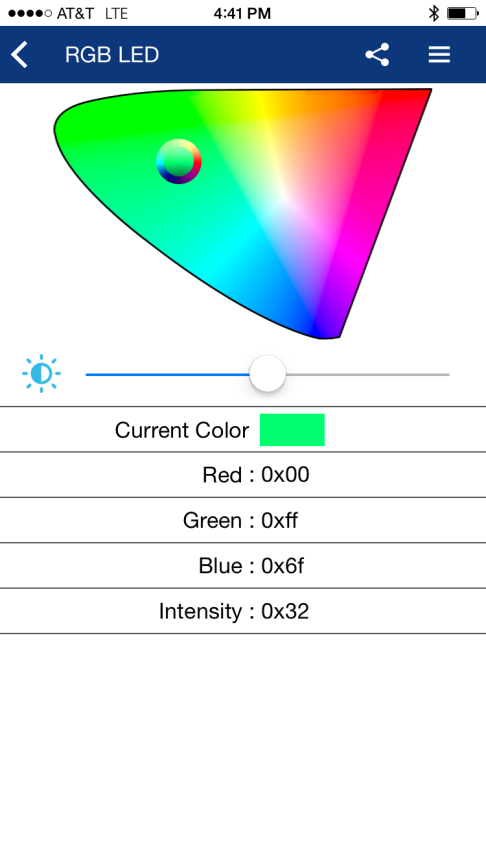 AT&T LTE 4:41 PM
RGB LED
Current Color
Red : 0x00
Green : 0xff
Blue : 0x6f
Intensity : 0x32